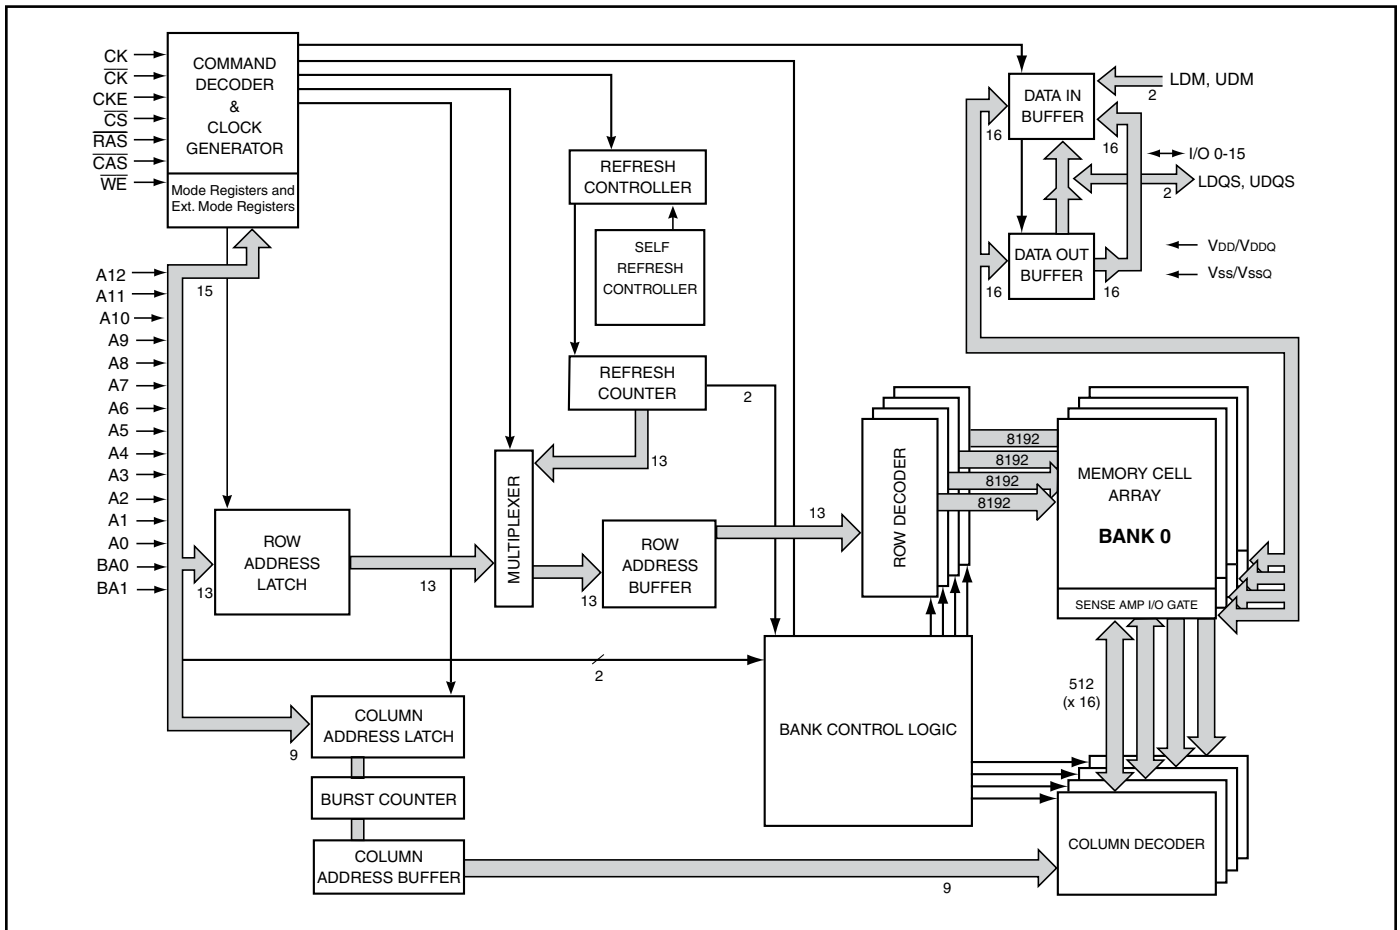 CK
C̅K̅
CKE
C̅S̅
R̅A̅S̅
C̅A̅S̅
W̅E̅
COMMAND
DECODER
&
CLOCK
GENERATOR
Mode Registers and
Ext. Mode Registers
A12
A11
A10
A9
A8
A7
A6
A5
A4
A3
A2
A1
A0
BA0
BA1
15
13
ROW
ADDRESS
LATCH
13
REFRESH
CONTROLLER
SELF
REFRESH
CONTROLLER
REFRESH
COUNTER
2
13
MULTIPLEXER
13
ROW
ADDRESS
BUFFER
13
2
9
COLUMN
ADDRESS LATCH
BURST COUNTER
COLUMN
ADDRESS BUFFER
9
BANK CONTROL LOGIC
ROW DECODER
8192
8192
8192
8192
MEMORY CELL
ARRAY
BANK 0
SENSE AMP I/O GATE
512
(x 16)
COLUMN DECODER
DATA IN
BUFFER
LDM, UDM
2
16
16
I/O 0-15
LDQS, UDQS
2
DATA OUT
BUFFER
16
16
VDD/VDDQ
Vss/VssQ